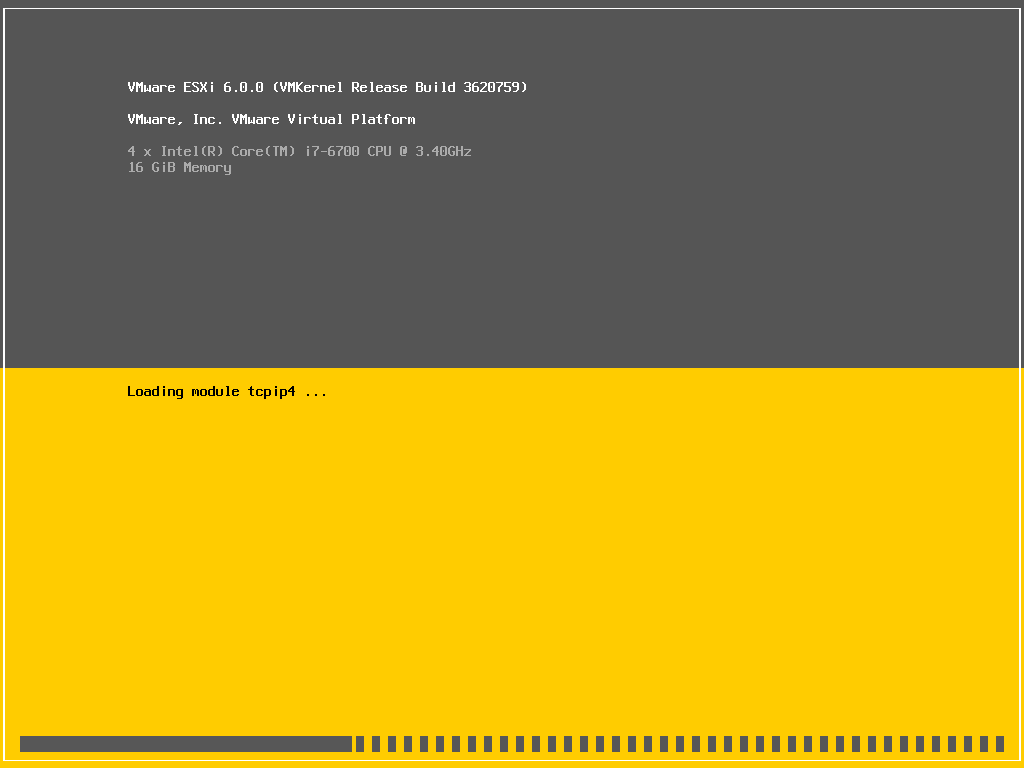 VMware ESXi 6.0.0 (VMKernel Release Build 3620759)
VMware, Inc. VMware Virtual Platform
4 x Intel(R) Core(TM) i7-6700 CPU @ 3.40GHz
16 GiB Memory
Loading module tcpip4 ...